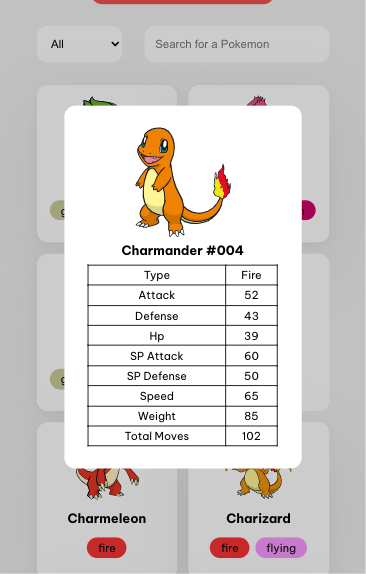 All
Search for a Pokemon
Charmander #004
Type Fire
Attack 52
Defense 43
Hp 39
SP Attack 60
SP Defense 50
Speed 65
Weight 85
Total Moves 102
Charmeleon Charizard
fire fire flying